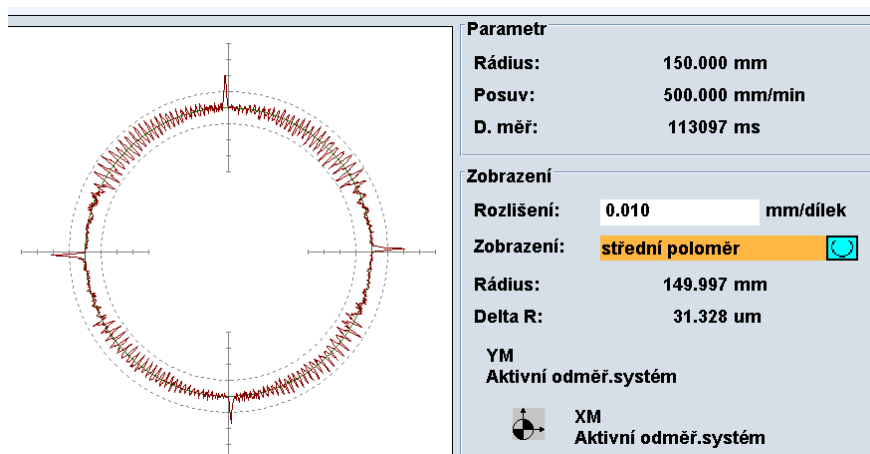 Parametr
Rádius: 150.000 mm
Posuv: 500.000 mm/min
D. měř: 113097 ms
Zobrazení
Rozlišení: 0.010 mm/dílek
Zobrazení: střední poloměr
Rádius: 149.997 mm
Delta R: 31.328 um
YM
Aktivní odměř.systém
XM
Aktivní odměř.systém